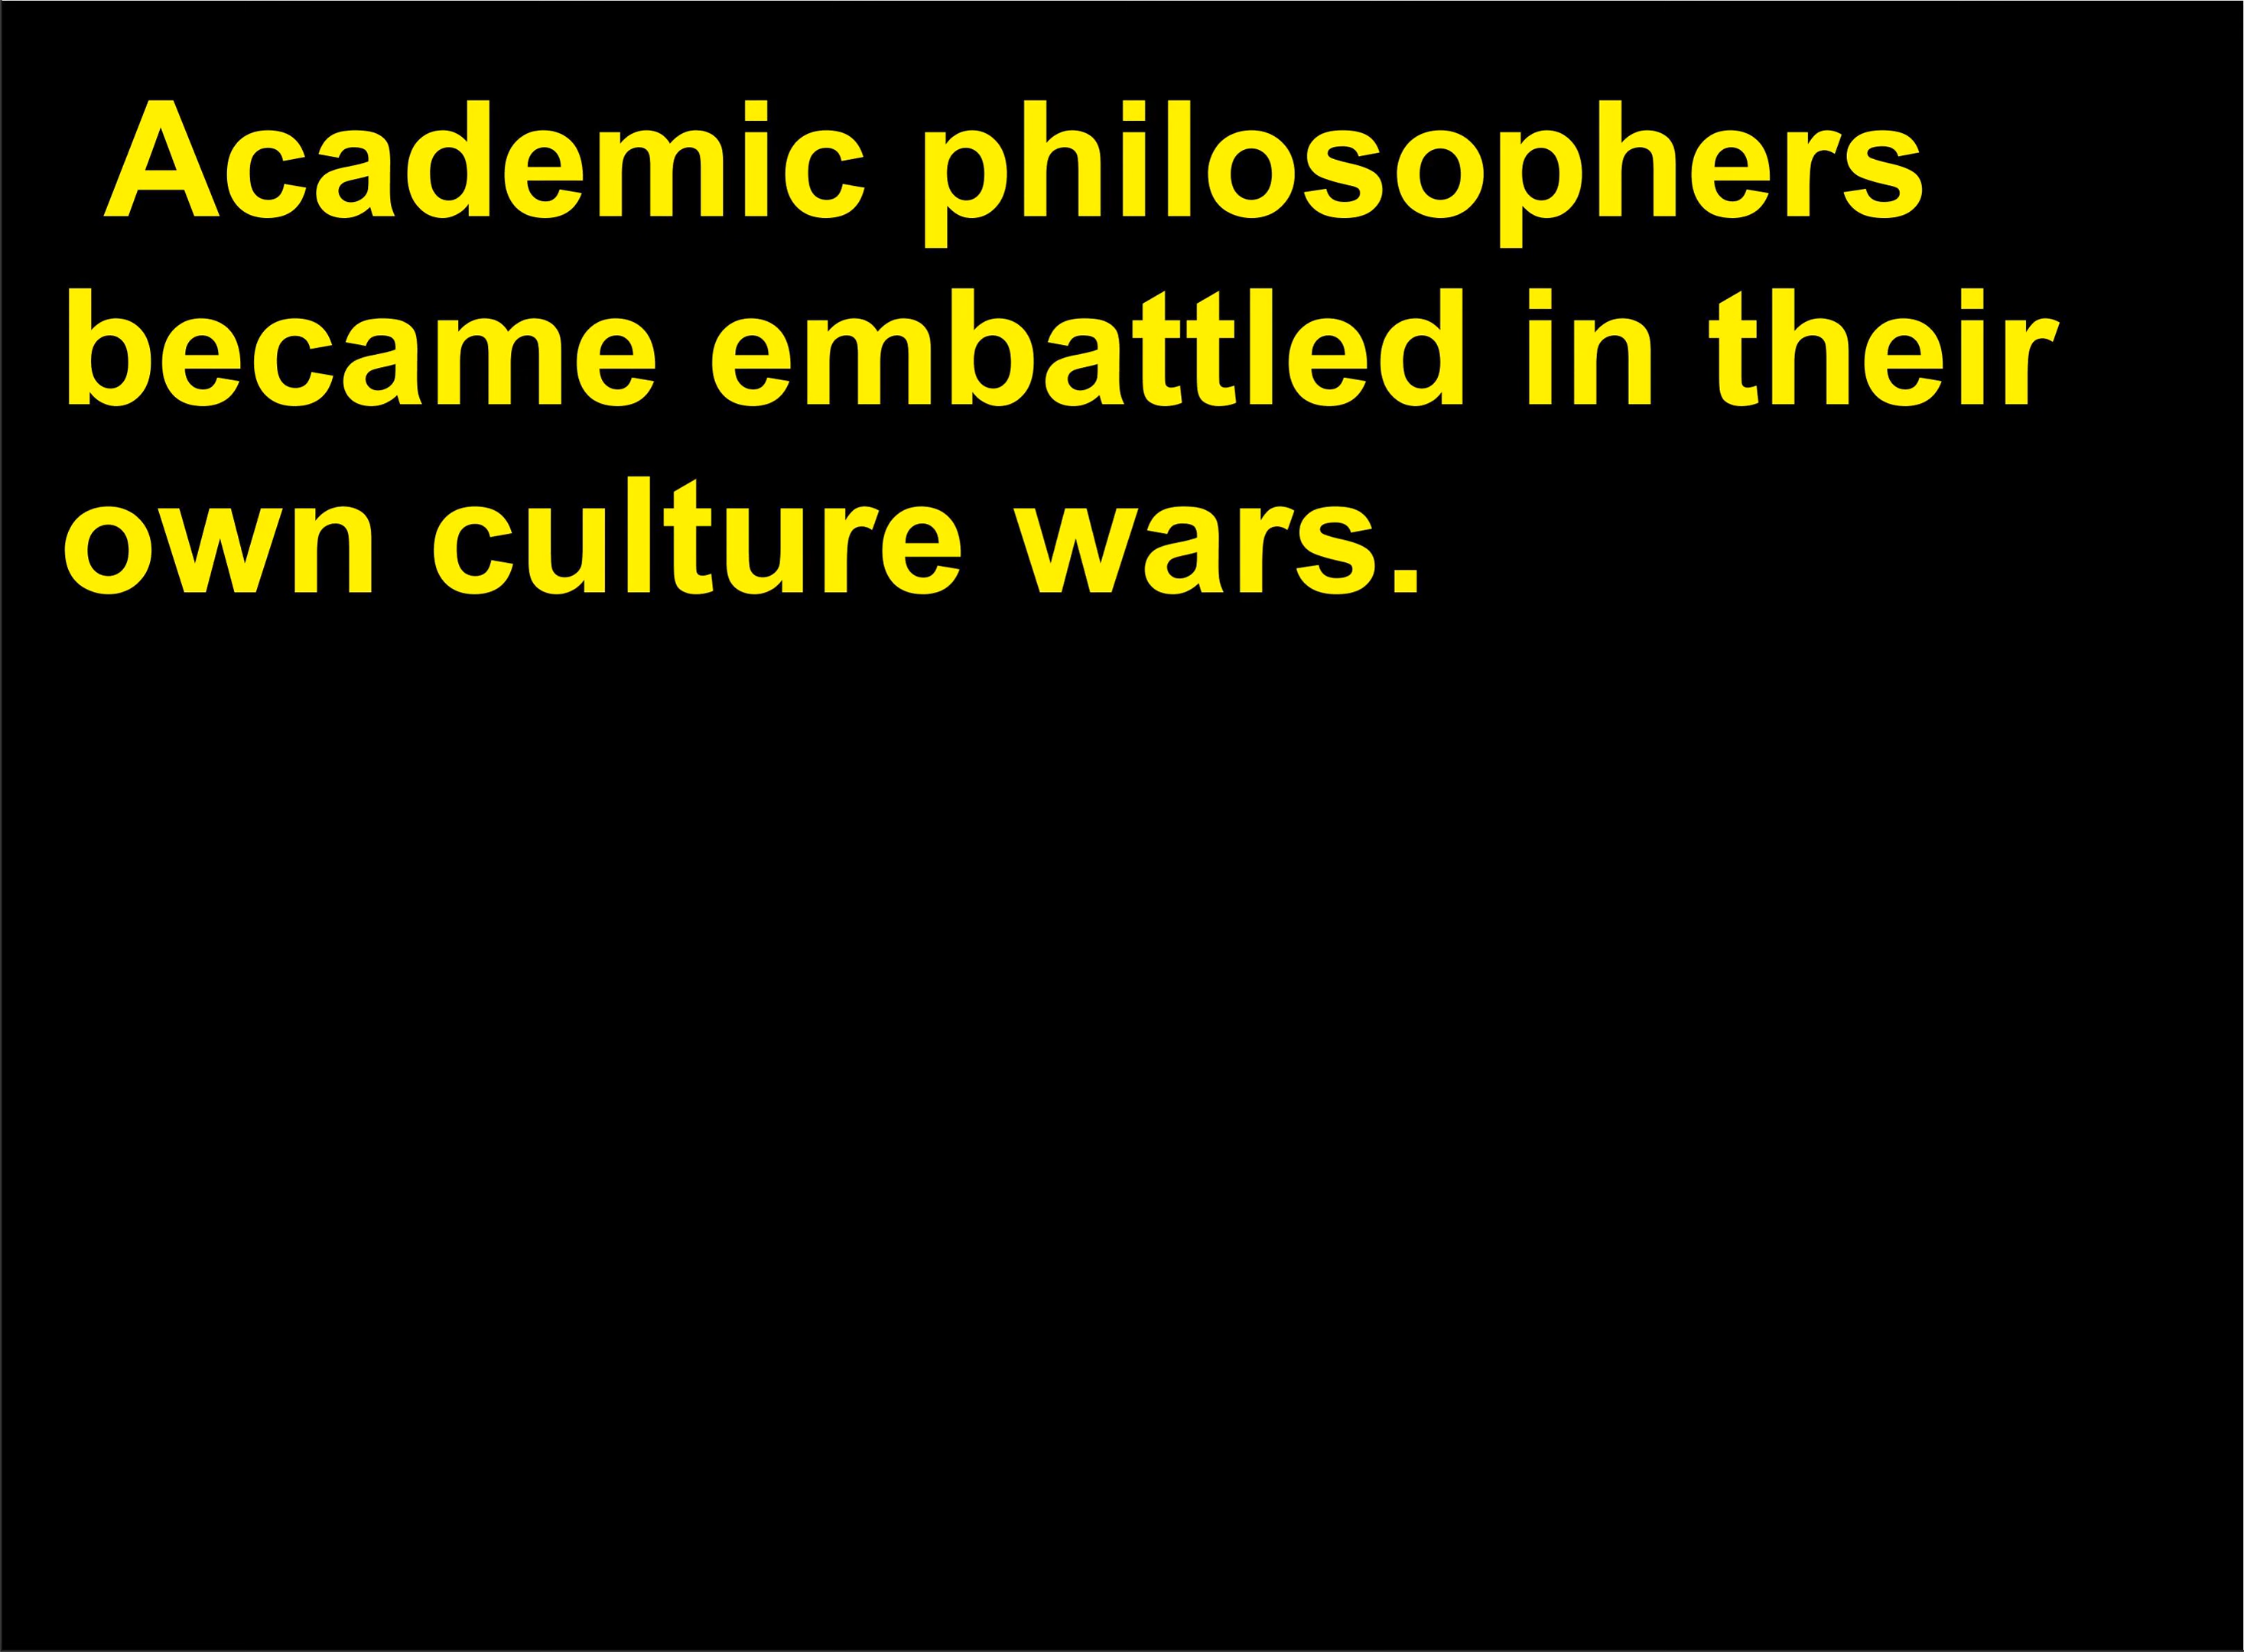 Academic philosophers
became embattled in their
own culture wars.